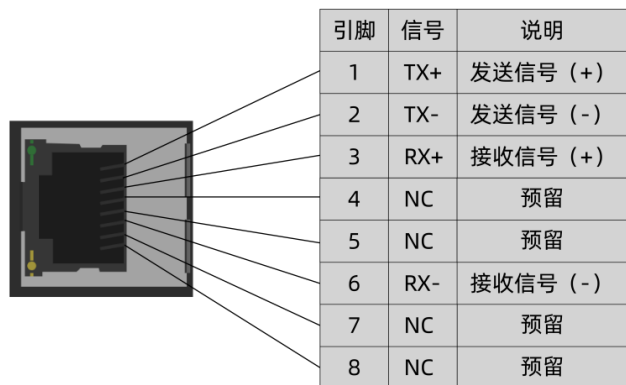 引脚 信号 说明
1 TX+ 发送信号（+）
2 TX- 发送信号（-）
3 RX+ 接收信号（+）
4 NC 预留
5 NC 预留
6 RX- 接收信号（-）
7 NC 预留
8 NC 预留